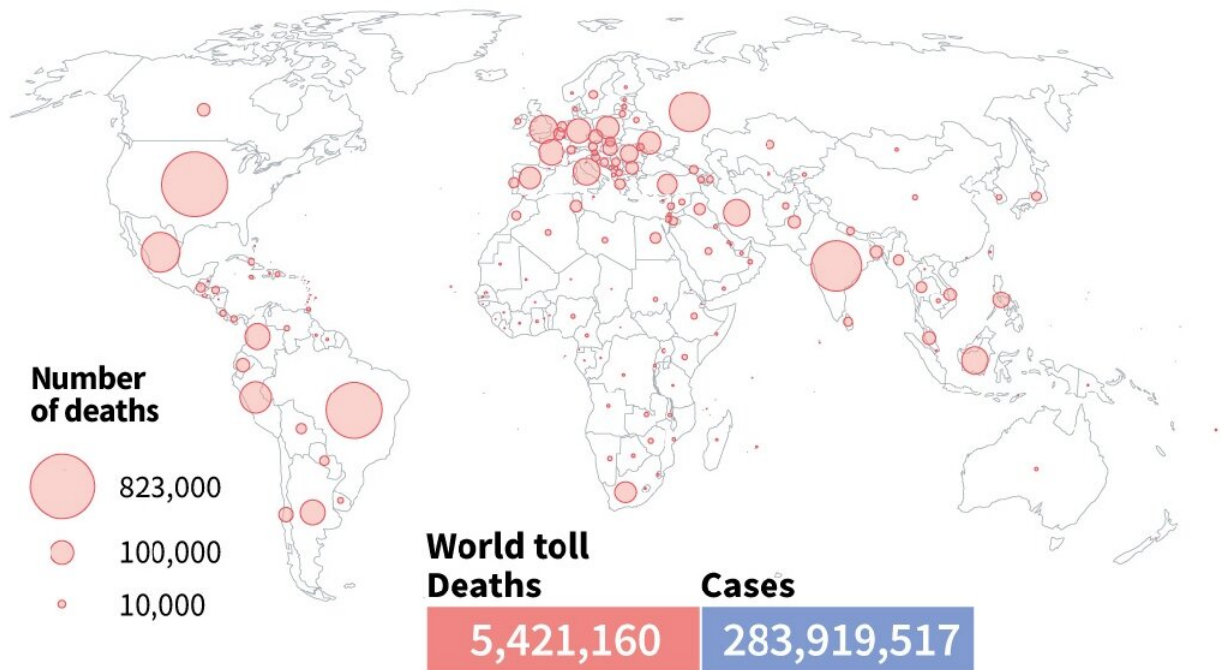 Number
of deaths
823,000
100,000
10,000
World toll
Deaths
Cases
5,421,160
283,919,517